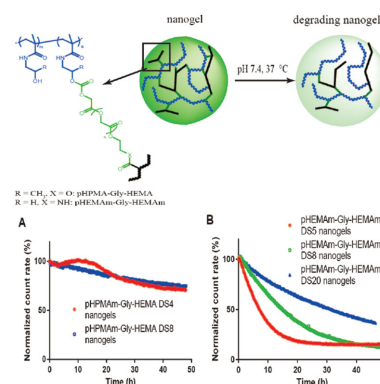 nanogel
degrading nanogel
pH 7.4, 37 °C
HN O HN O
OH
R = CH₃, X = O: pHPMA-Gly-HEMA
R = H, X = NH: pHEMAm-Gly-HEMAm
A
Normalized count rate (%)
100
50
0
pHPMAm-Gly-HEMA DS4
nanogels
pHPMAm-Gly-HEMA DS8
nanogels
0 10 20 30 40 50
Time (h)
B
Normalized count rate (%)
100
50
0
pHEMAm-Gly-HEMAm
DS5 nanogels
pHEMAm-Gly-HEMAm
DS8 nanogels
pHEMAm-Gly-HEMAm
DS20 nanogels
0 10 20 30 40
Time (h)